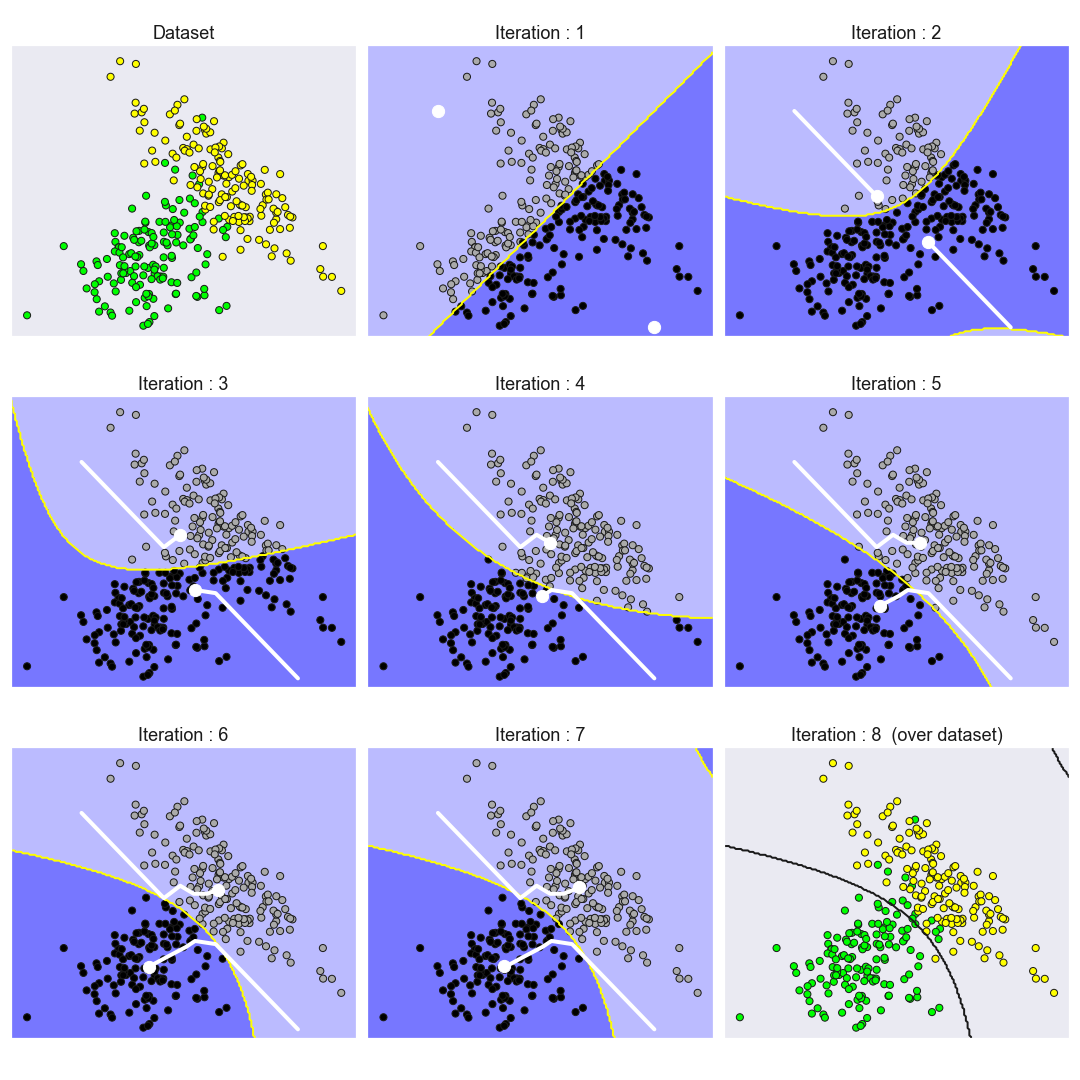 Dataset
Iteration : 1
Iteration : 2
Iteration : 3
Iteration : 4
Iteration : 5
Iteration : 6
Iteration : 7
Iteration : 8  (over dataset)